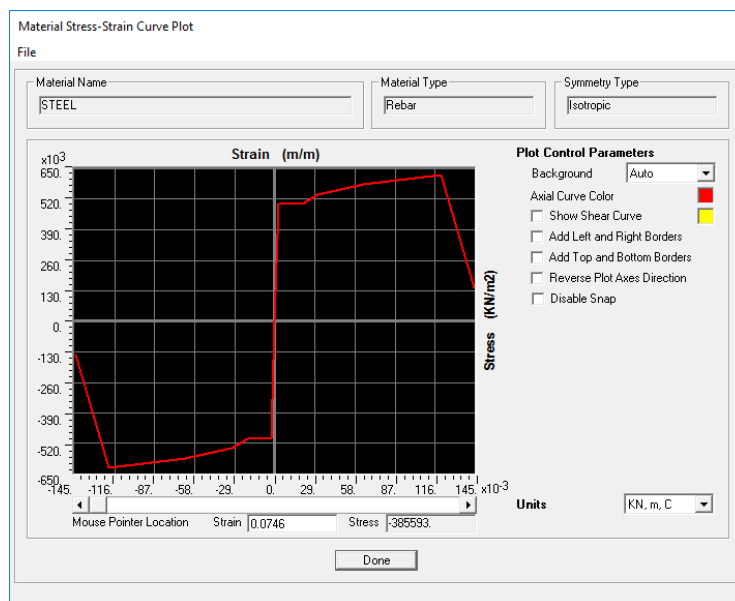 Material Stress-Strain Curve Plot
File
Material Name
STEEL
Material Type
Rebar
Symmetry Type
Isotropic
Strain (m/m)
x10³
650.
520.
390.
260.
130.
0.
-130.
-260.
-390.
-520.
-650.
-145. -116. -87. -58. -29. 0. 29. 58. 87. 116. 145. x10⁻³
Stress (KN/m2)
Mouse Pointer Location Strain 0.0746 Stress -385593.
Plot Control Parameters
Background Auto
Axial Curve Color
Show Shear Curve
Add Left and Right Borders
Add Top and Bottom Borders
Reverse Plot Axes Direction
Disable Snap
Units KN, m, C
Done